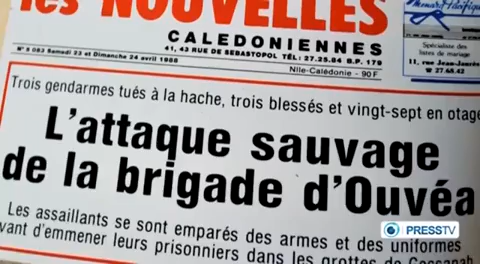 les NOUVELLES
CALEDONIENNES
41, 43 RUE DE SEBASTOPOL TÉL : 27.25.84 B.P. 179
N° 5 083 Samedi 23 et Dimanche 24 avril 1988
Nlle-Calédonie - 90 F
Spécialiste des
listes de mariage
11, rue Jean-Jaurès
☎ 27.68.42
Trois gendarmes tués à la hache, trois blessés et vingt-sept en otage
L'attaque sauvage
de la brigade d'Ouvéa
Les assaillants se sont emparés des armes et des uniformes
avant d'emmener leurs prisonniers dans les grottes de
PRESSTV